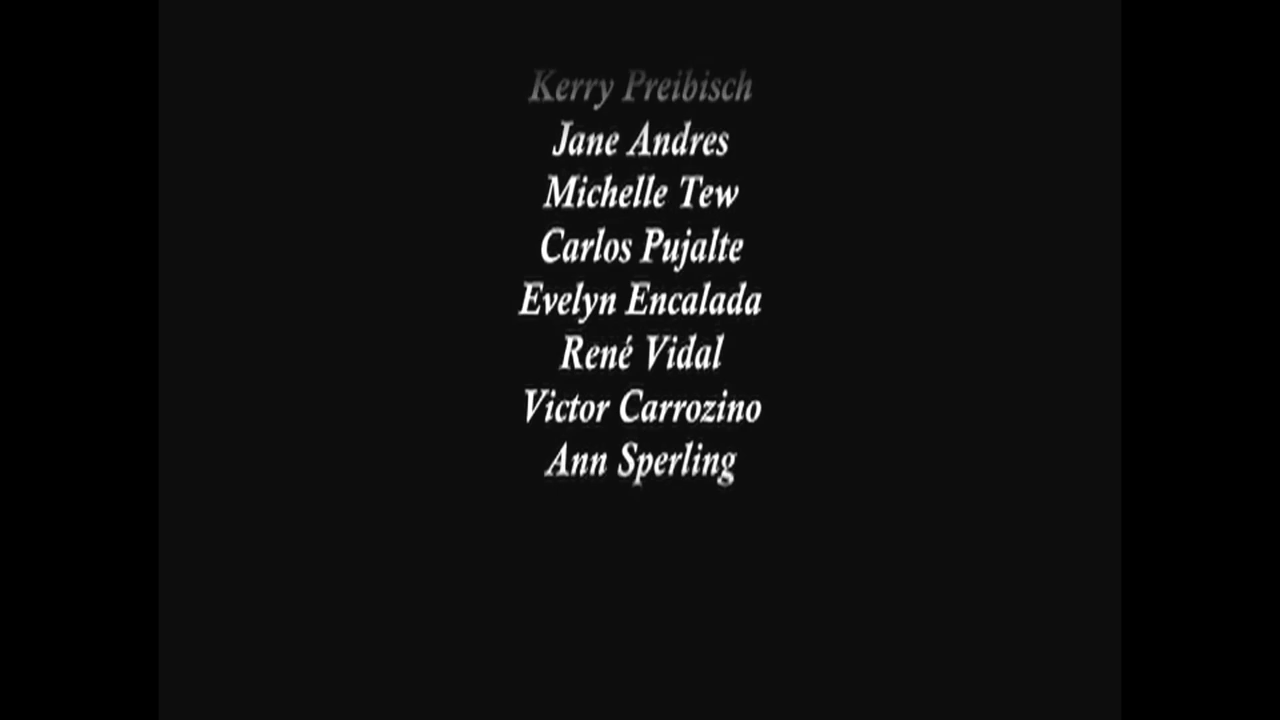 Kerry Preibisch
Jane Andres
Michelle Tew
Carlos Pujalte
Evelyn Encalada
René Vidal
Victor Carrozino
Ann Sperling